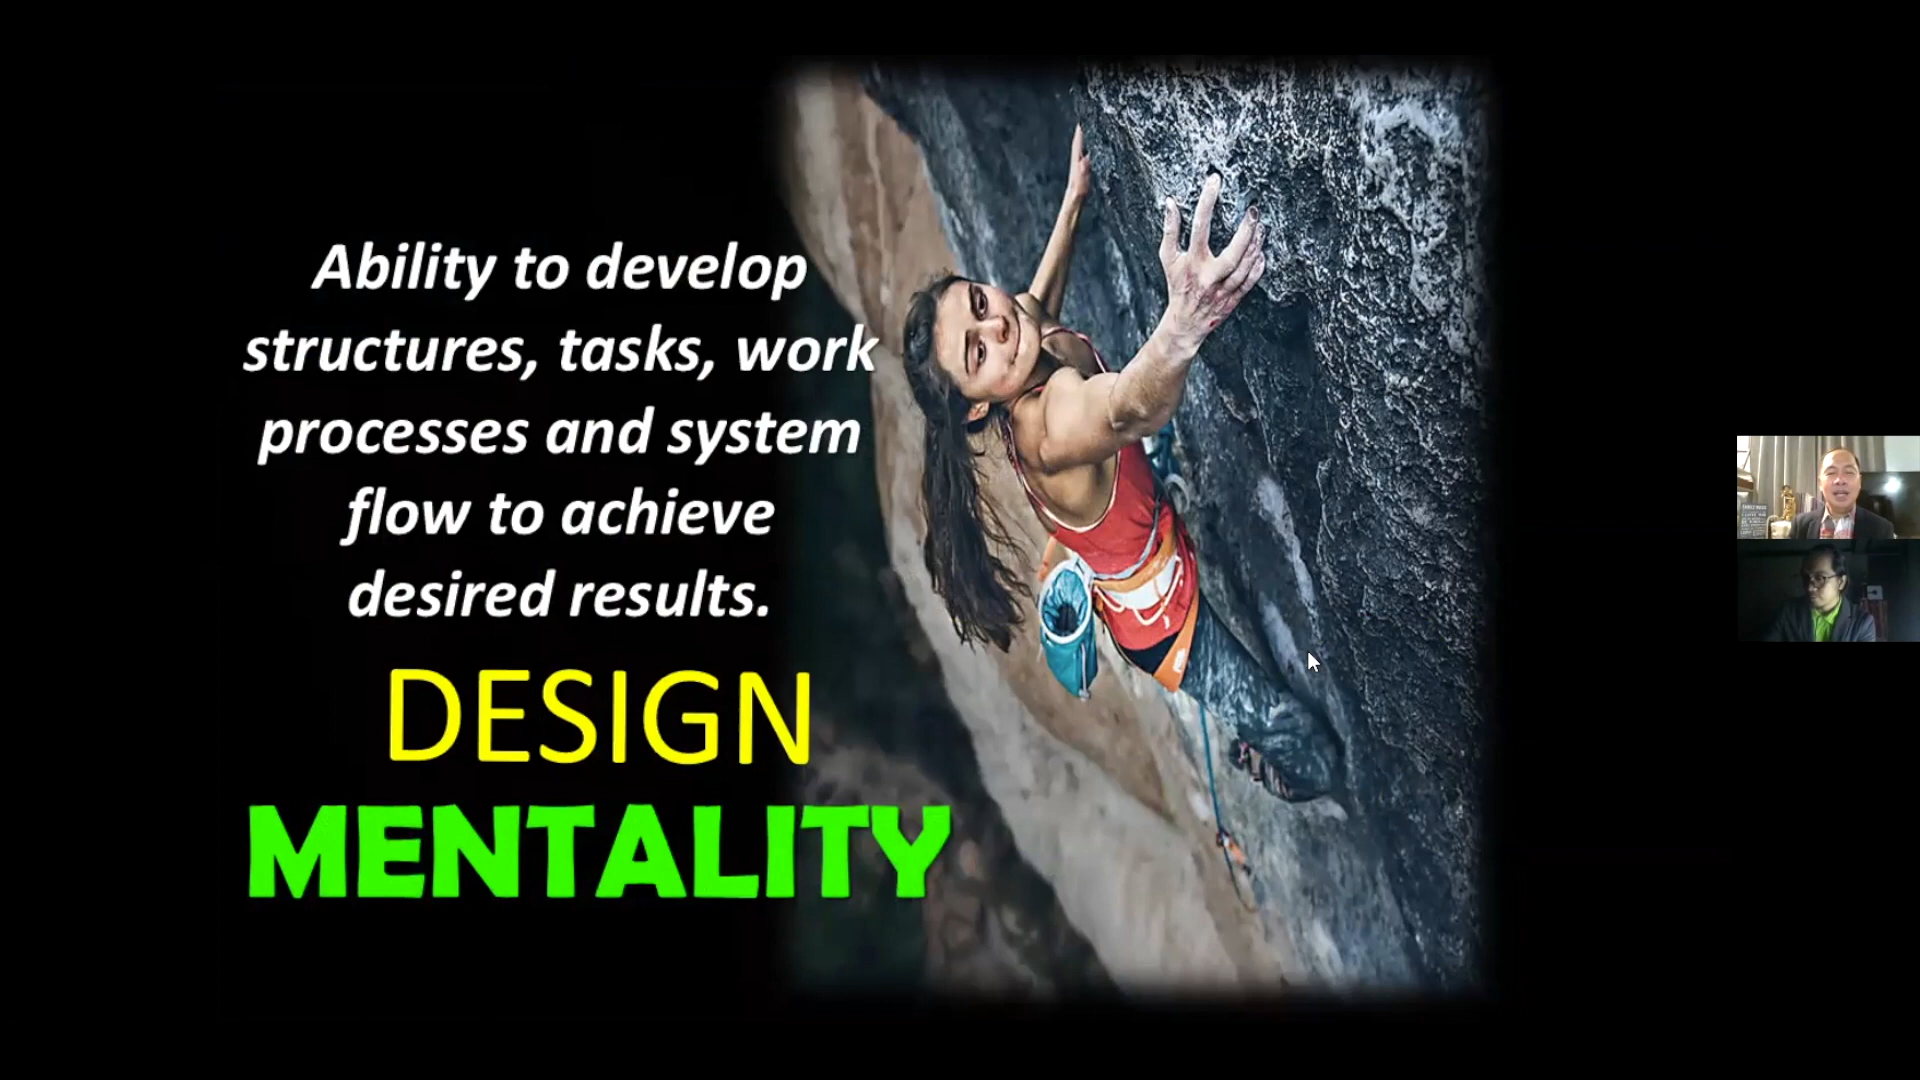 Ability to develop
structures, tasks, work
processes and system
flow to achieve
desired results.
DESIGN
MENTALITY